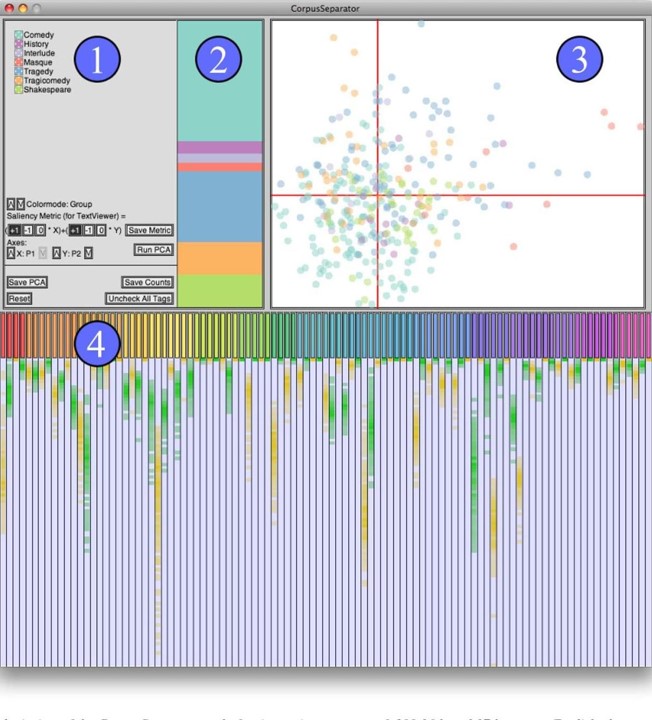 CorpusSeparator
Comedy
History
Interlude
Masque
Tragedy
Tragicomedy
Shakespeare
1
2
3
Colormode: Group
Saliency Metric (for TextViewer) =
(+1 -1 0 * X)+(+1 -1 0 * Y) Save Metric
Axes:
X: P1 Y: P2 Run PCA
Save PCA Save Counts
Reset Uncheck All Tags
4